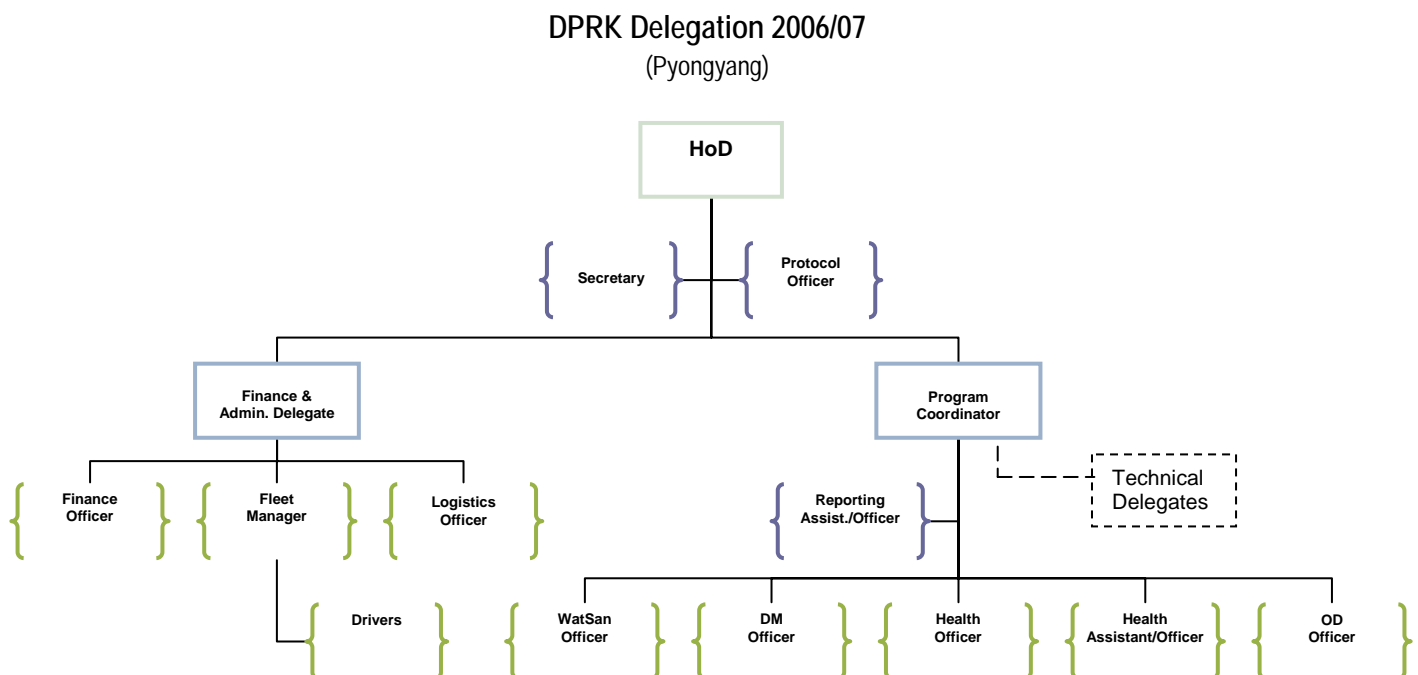 DPRK Delegation 2006/07
(Pyongyang)
HoD
Secretary
Protocol
Officer
Finance &
Admin. Delegate
Program
Coordinator
Technical
Delegates
Finance
Officer
Fleet
Manager
Logistics
Officer
Reporting
Assist./Officer
Drivers
WatSan
Officer
DM
Officer
Health
Officer
Health
Assistant/Officer
OD
Officer